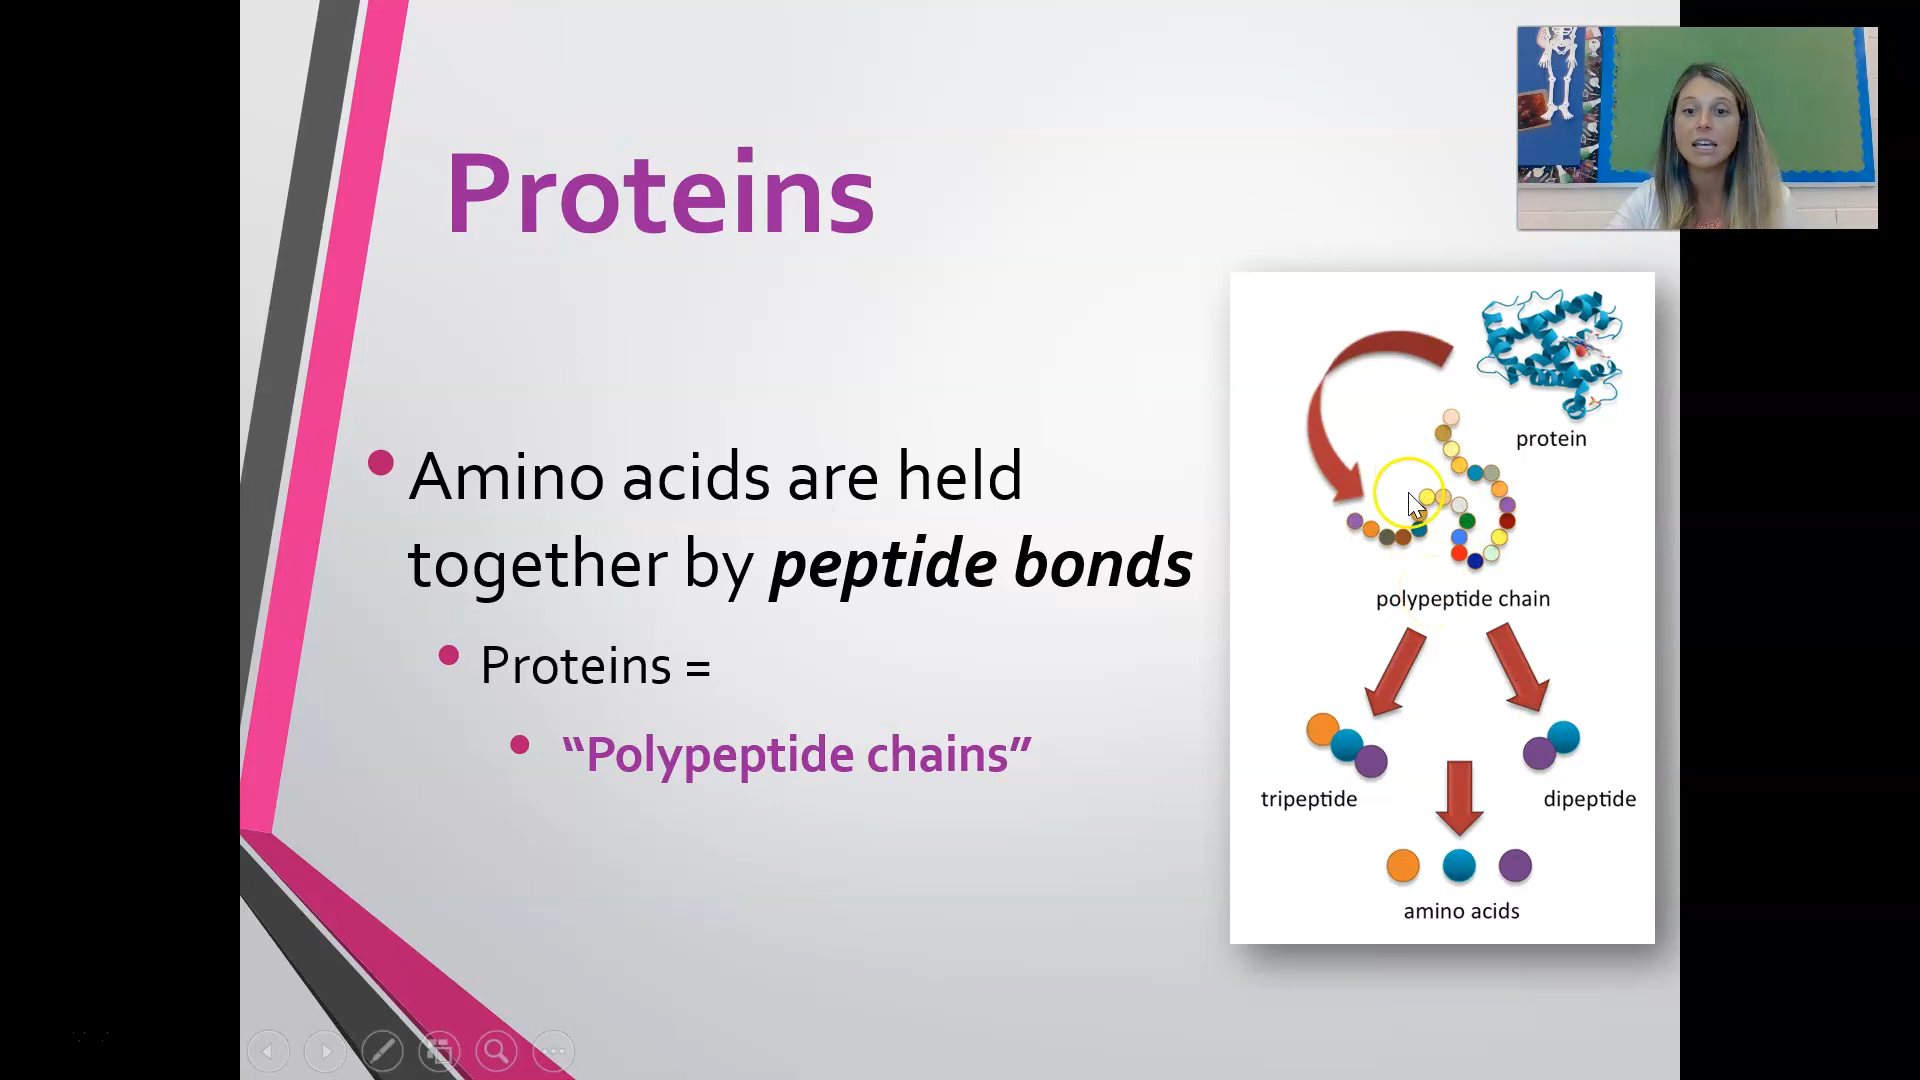 Proteins
Amino acids are held
together by peptide bonds
Proteins =
“Polypeptide chains”
protein
polypeptide chain
tripeptide
dipeptide
amino acids